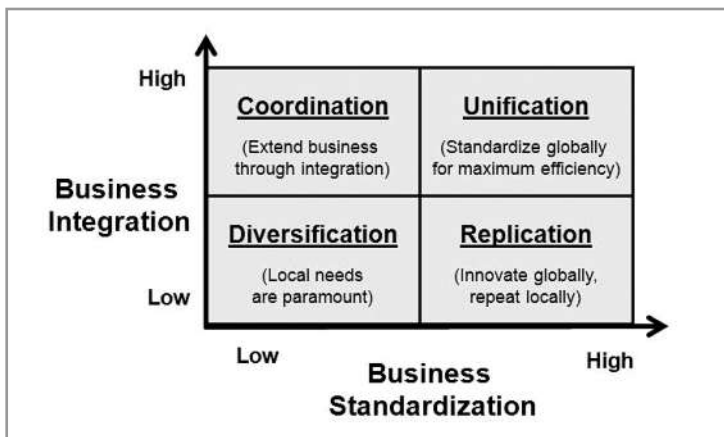 High
Coordination
(Extend business
through integration)
Unification
(Standardize globally
for maximum efficiency)
Business
Integration
Diversification
(Local needs
are paramount)
Replication
(Innovate globally,
repeat locally)
Low
Low
High
Business
Standardization